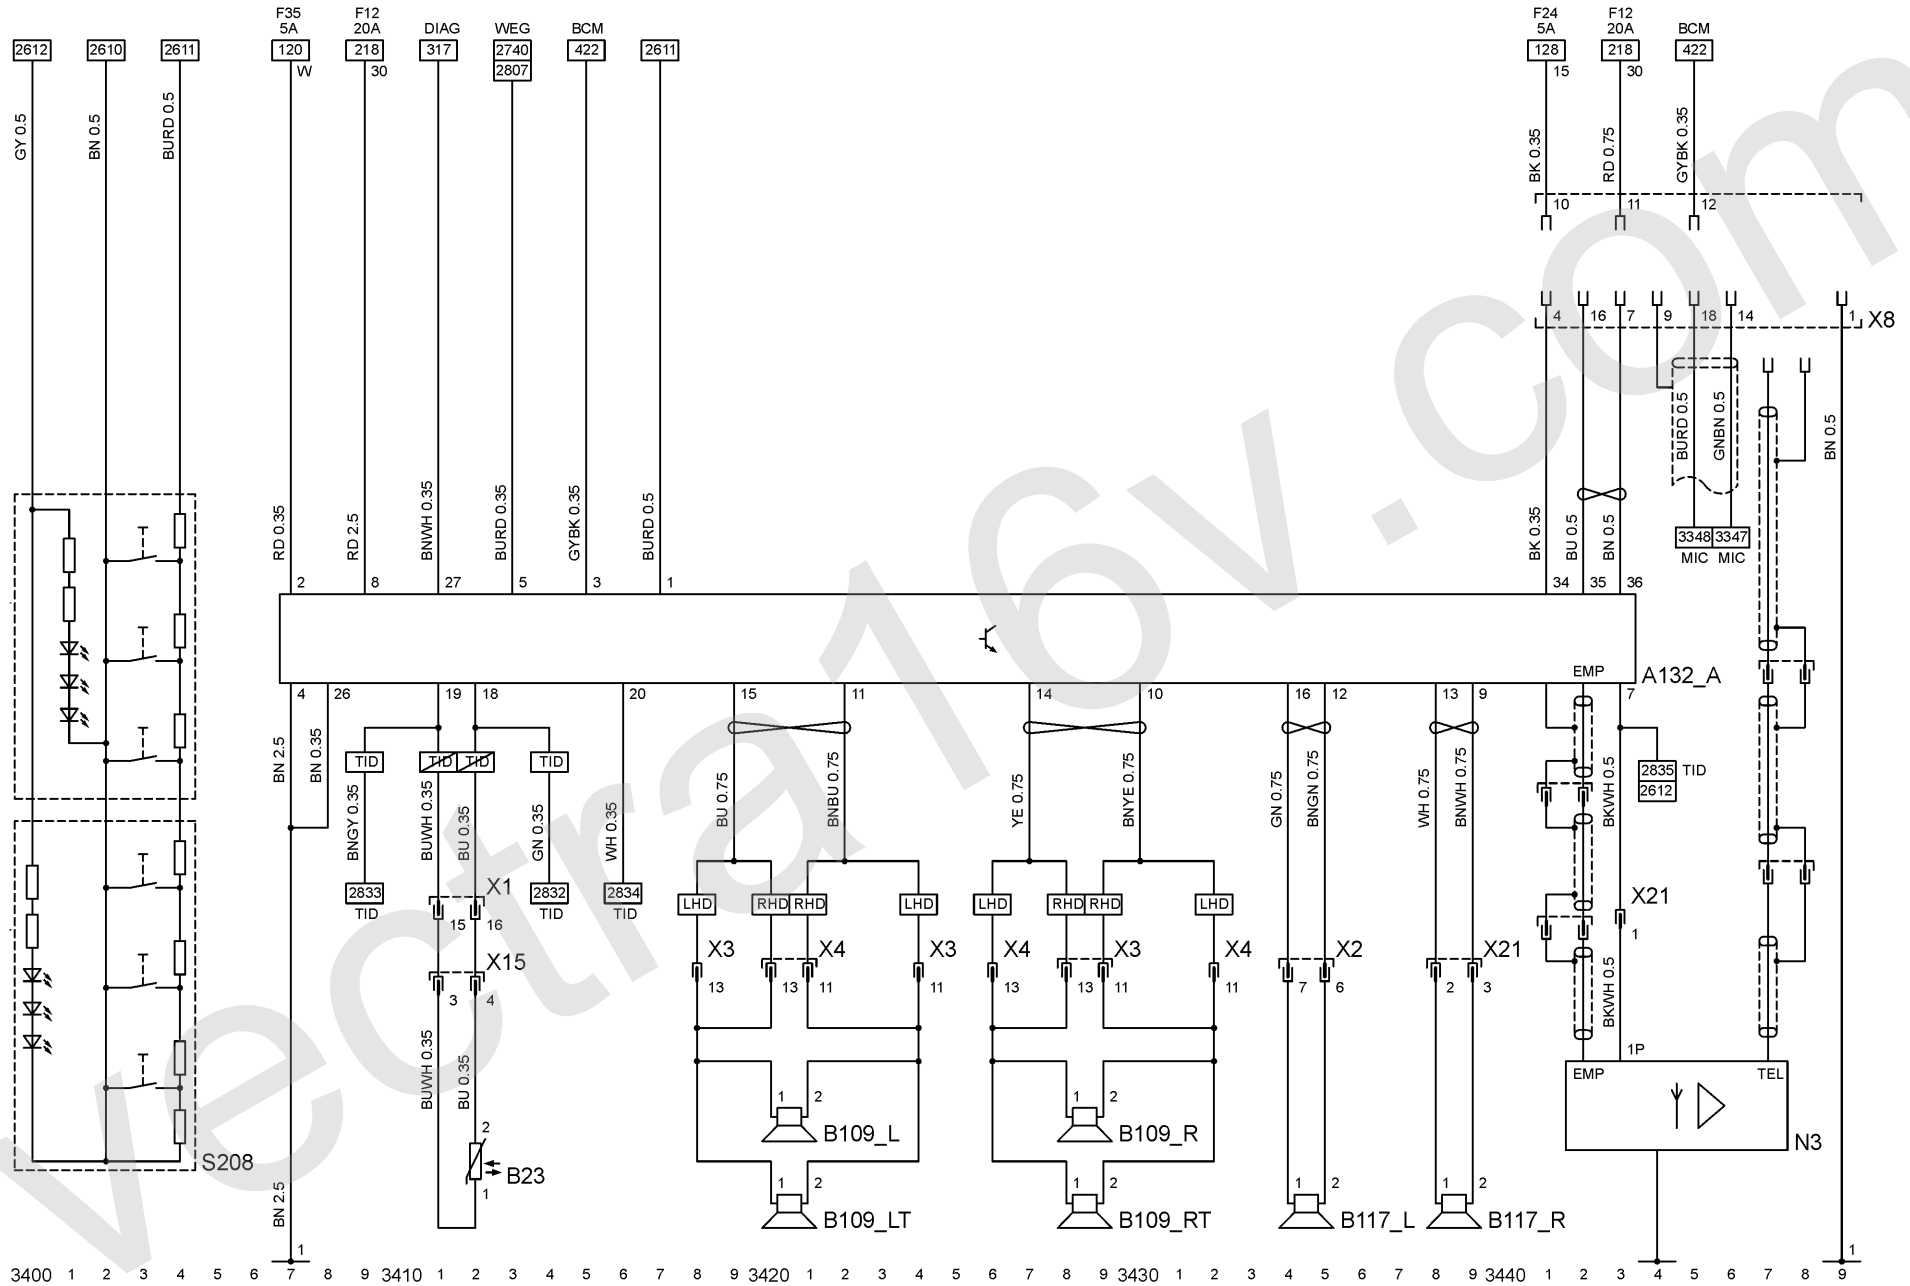 F35 F12 F24 F12
5A 20A DIAG WEG BCM 5A 20A BCM
2612 2610 2611 120 218 317 2740 422 2611 128 218 422
W 30 2807 15 30
GY 0.5 BN 0.5 BURD 0.5 BK 0.35 RD 0.75 GYBK 0.35
10 11 12
4 16 7 9 18 14 1 X8
BURD 0.5 GNBN 0.5 BN 0.5
RD 0.35 RD 2.5 BNWH 0.35 BURD 0.35 GYBK 0.35 BURD 0.5 BK 0.35 BU 0.5 BN 0.5
3348 3347
MIC MIC
2 8 27 5 3 1 34 35 36
EMP A132_A
4 26 19 18 20 15 11 14 10 16 12 13 9 7
BN 2.5 BN 0.35
TID TID TID TID
2835 TID
2612
BNGY 0.35 BUWH 0.35 BU 0.35 GN 0.35 WH 0.35 BU 0.75 BNBU 0.75 YE 0.75 BNYE 0.75 GN 0.75 BNGN 0.75 WH 0.75 BNWH 0.75 BKWH 0.5
2833 X1 2832 2834
TID TID TID
LHD RHD RHD LHD LHD RHD RHD LHD
15 16
X21
1
X3 X4 X3 X4 X3 X4 X2 X21
X15
13 13 11 11 13 13 11 11 7 6 2 3
3 4
BUWH 0.35 BU 0.35 BKWH 0.5
1P
EMP TEL
1 2 1 2
B109_L B109_R
2
N3
S208
B23
1
1 2 1 2 1 2 1 2
B109_LT B109_RT B117_L B117_R
BN 2.5
1 1
3400 1 2 3 4 5 6 7 8 9 3410 1 2 3 4 5 6 7 8 9 3420 1 2 3 4 5 6 7 8 9 3430 1 2 3 4 5 6 7 8 9 3440 1 2 3 4 5 6 7 8 9
vectra16v.com